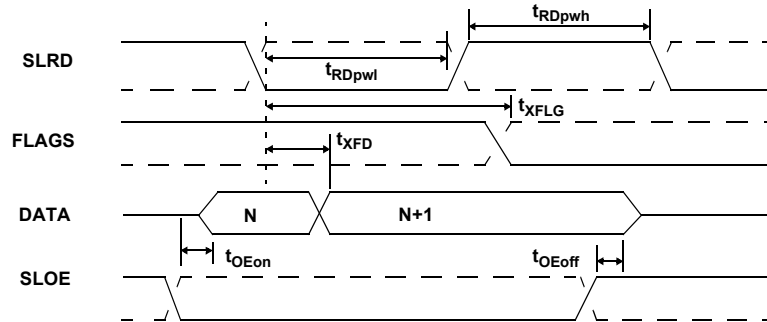 tRDpwh
SLRD
tRDpwl
tXFLG
FLAGS
tXFD
DATA
N
N+1
tOEon
tOEoff
SLOE